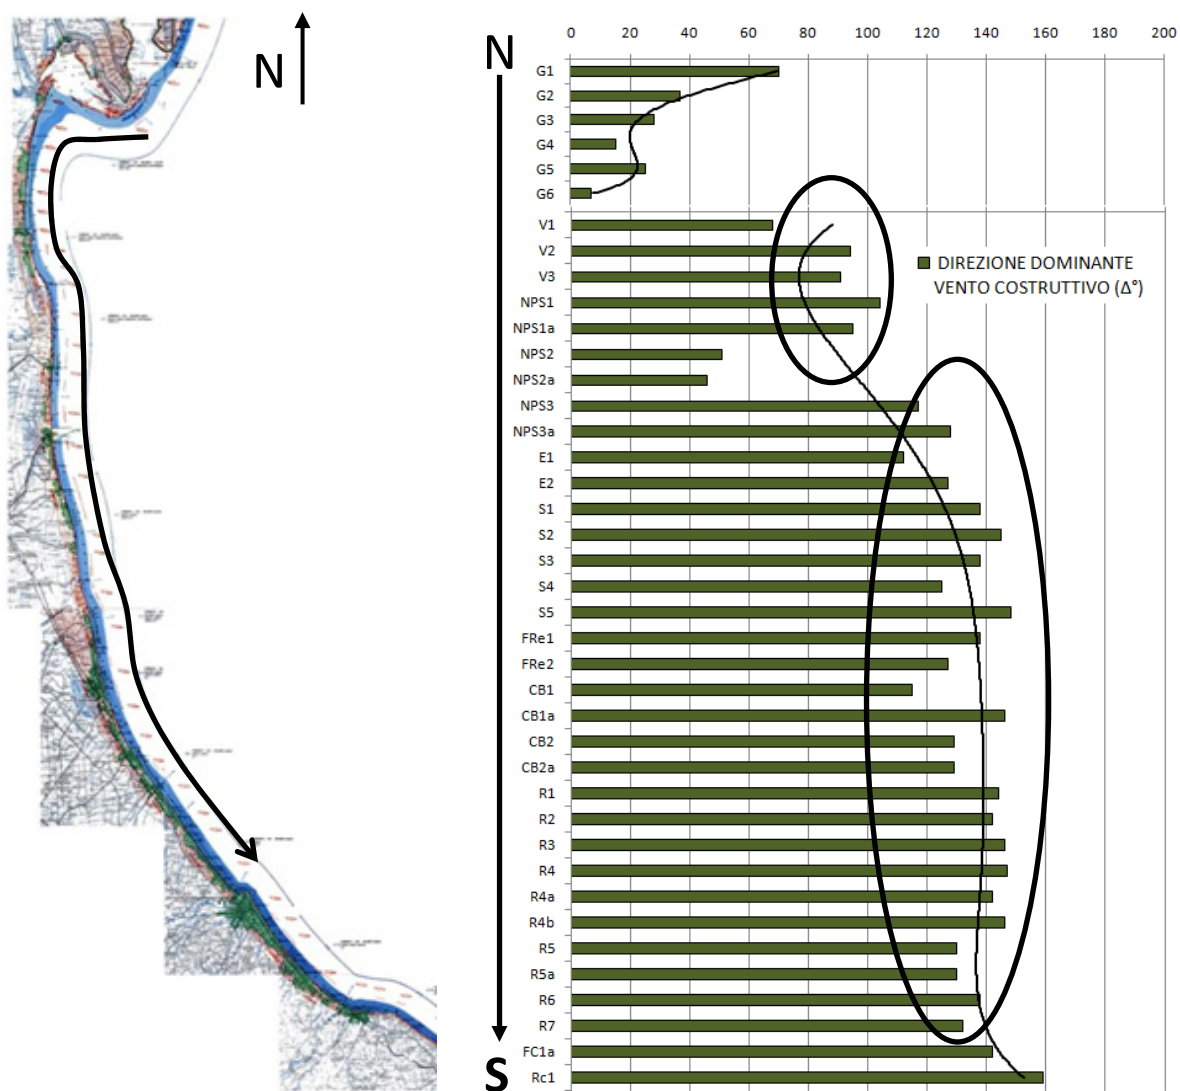 N
N
0 20 40 60 80 100 120 140 160 180 200
G1
G2
G3
G4
G5
G6
V1
V2
V3
DIREZIONE DOMINANTE
VENTO COSTRUTTIVO (Δ°)
NPS1
NPS1a
NPS2
NPS2a
NPS3
NPS3a
E1
E2
S1
S2
S3
S4
S5
FRe1
FRe2
CB1
CB1a
CB2
CB2a
R1
R2
R3
R4
R4a
R4b
R5
R5a
R6
R7
FC1a
Rc1
S